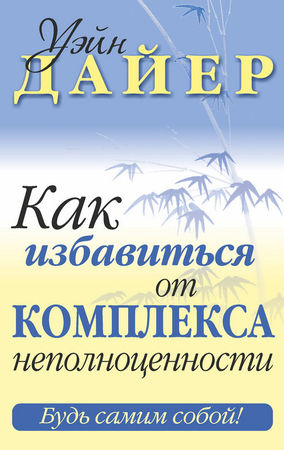 Уэйн
ДАЙЕР
Как
избавиться
от
КОМПЛЕКСА
неполноценности
Будь самим собой!